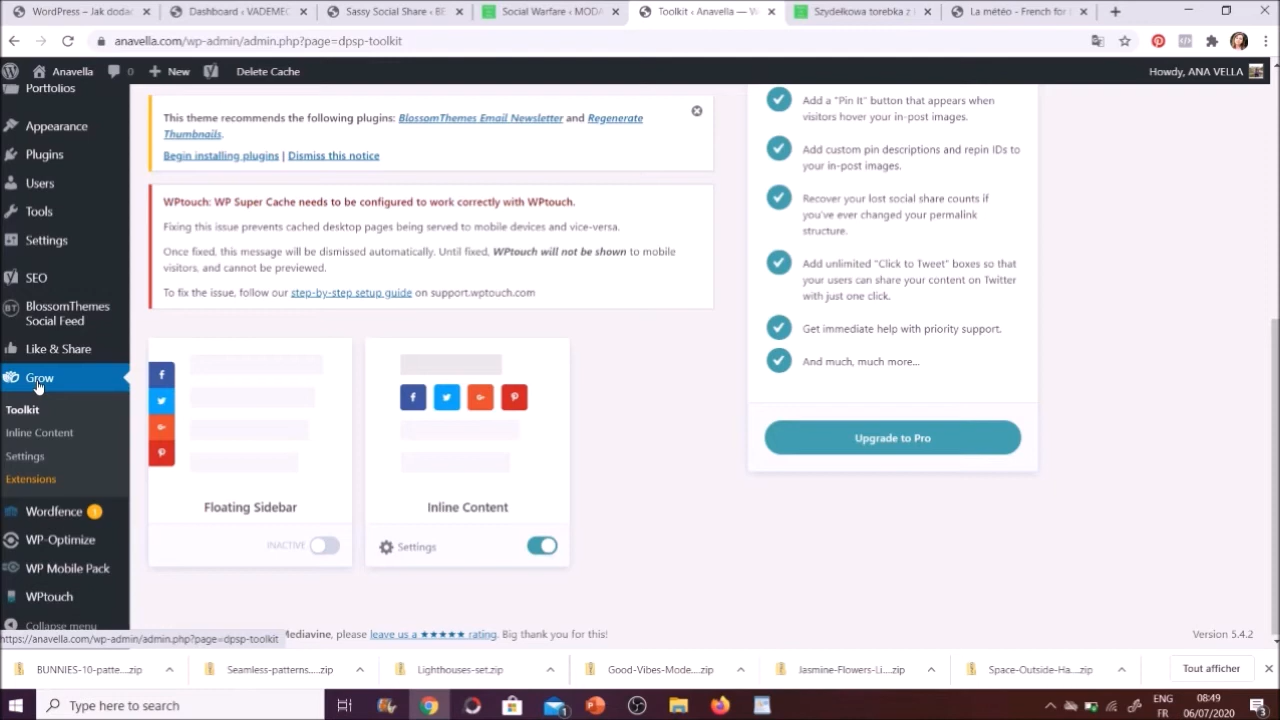 WordPress – Jak dodać
Dashboard ‹ VADEMEC
Sassy Social Share ‹ BE
Social Warfare ‹ MODA
Toolkit ‹ Anavella — W
Szydełkowa torebka z
La météo - French for
anavella.com/wp-admin/admin.php?page=dpsp-toolkit
Anavella
0
New
Delete Cache
Howdy, ANA VELLA
Portfolios
Appearance
Plugins
Users
Tools
Settings
SEO
BlossomThemes
Social Feed
Like & Share
Grow
Toolkit
Inline Content
Settings
Extensions
Wordfence 1
WP-Optimize
WP Mobile Pack
WPtouch
Collapse menu
https://anavella.com/wp-admin/admin.php?page=dpsp-toolkit
This theme recommends the following plugins: BlossomThemes Email Newsletter and Regenerate
Thumbnails.
Begin installing plugins | Dismiss this notice
WPtouch: WP Super Cache needs to be configured to work correctly with WPtouch.
Fixing this issue prevents cached desktop pages being served to mobile devices and vice-versa.
Once fixed, this message will be dismissed automatically. Until fixed, WPtouch will not be shown to mobile
visitors, and cannot be previewed.
To fix the issue, follow our step-by-step setup guide on support.wptouch.com
Floating Sidebar
INACTIVE
Inline Content
Settings
Add a "Pin It" button that appears when
visitors hover your in-post images.
Add custom pin descriptions and repin IDs to
your in-post images.
Recover your lost social share counts if
you've ever changed your permalink
structure.
Add unlimited "Click to Tweet" boxes so that
your users can share your content on Twitter
with just one click.
Get immediate help with priority support.
And much, much more...
Upgrade to Pro
Mediavine, please leave us a ★★★★★ rating. Big thank you for this!
Version 5.4.2
BUNNIES-10-patte....zip
Seamless-patterns....zip
Lighthouses-set.zip
Good-Vibes-Mode....zip
Jasmine-Flowers-Li....zip
Space-Outside-Ha....zip
Tout afficher
Type here to search
ENG
FR
08:49
06/07/2020
3